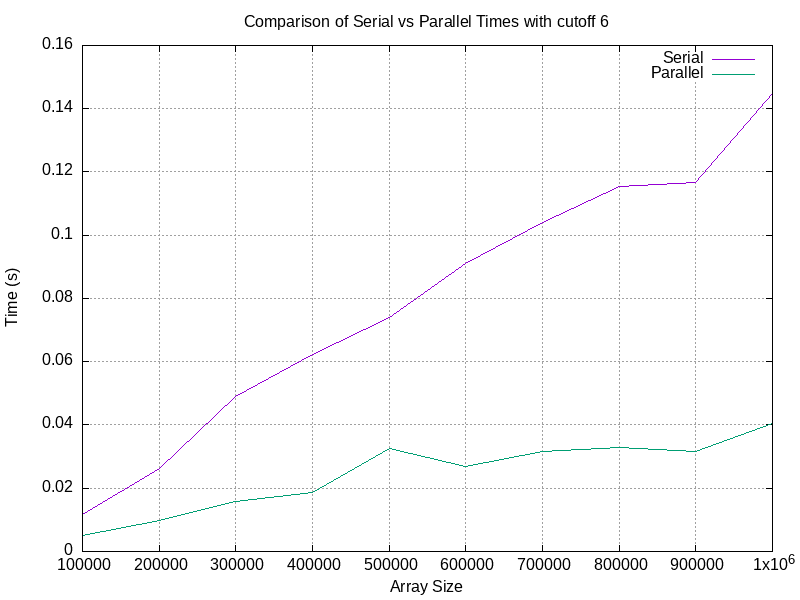 Comparison of Serial vs Parallel Times with cutoff 6
Serial
Parallel
0.16
0.14
0.12
0.1
0.08
0.06
0.04
0.02
0
Time (s)
100000 200000 300000 400000 500000 600000 700000 800000 900000 1x10⁶
Array Size